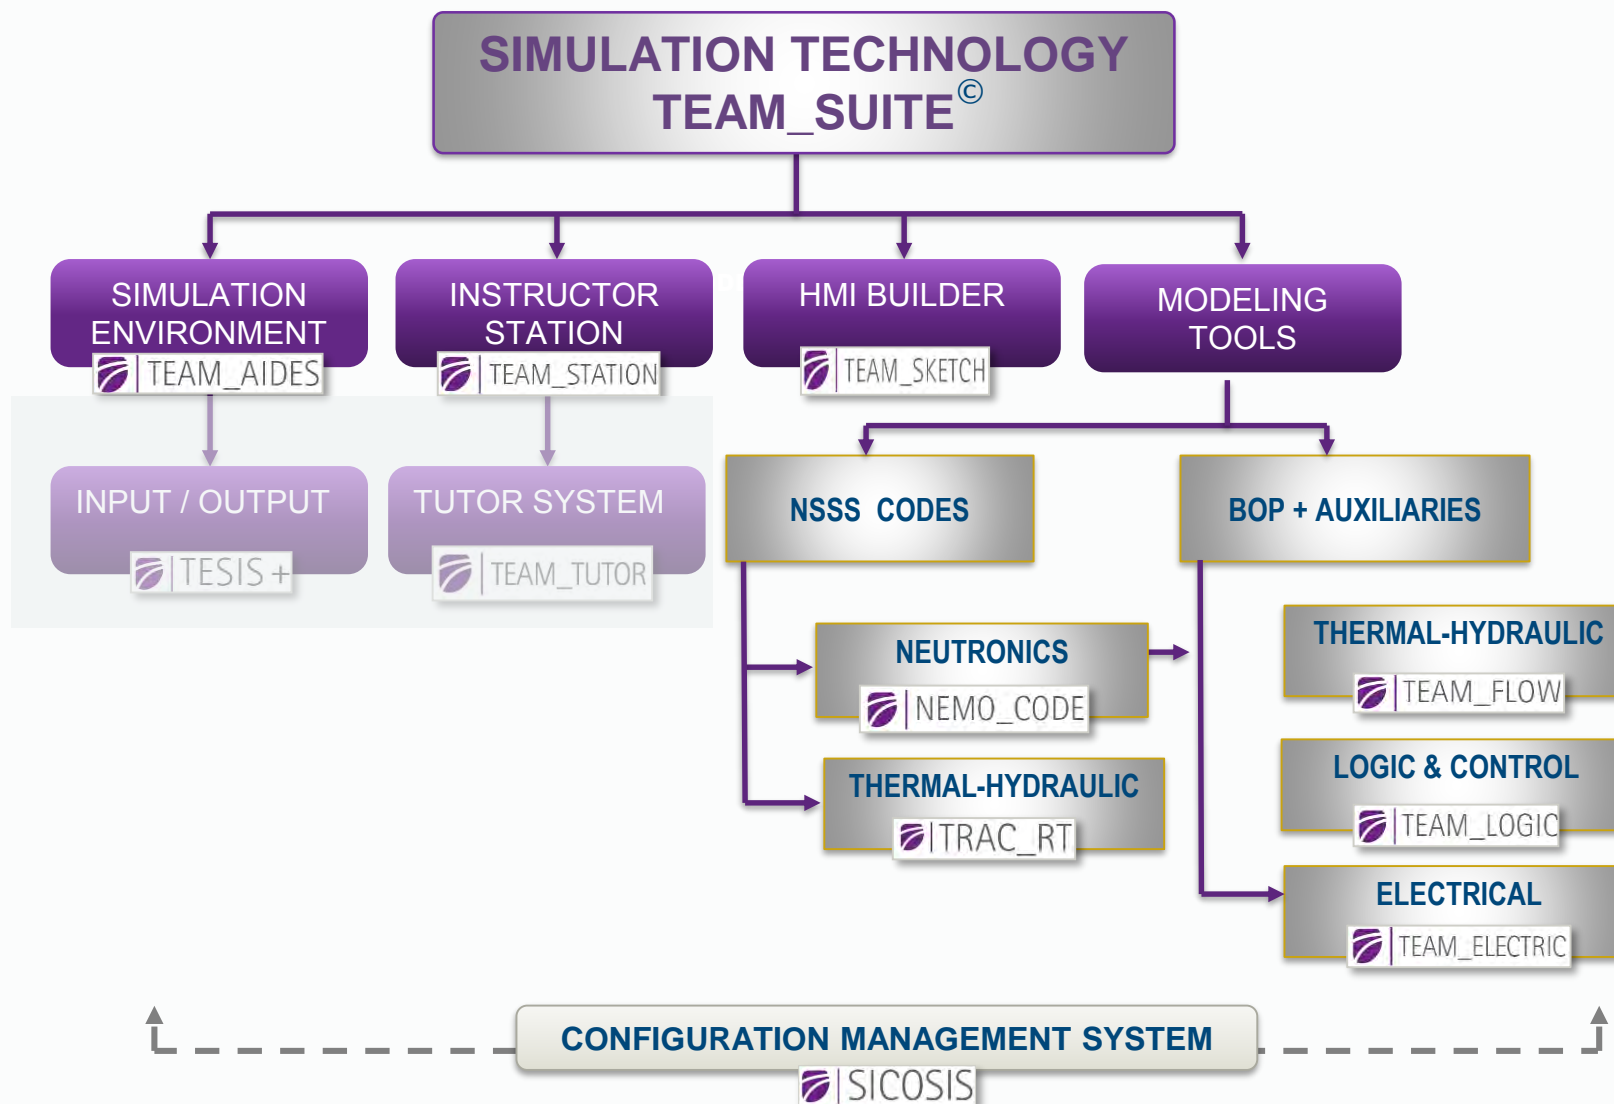 SIMULATION TECHNOLOGY
TEAM_SUITE©
SIMULATION
ENVIRONMENT
TEAM_AIDES
INSTRUCTOR
STATION
TEAM_STATION
HMI BUILDER
TEAM_SKETCH
MODELING
TOOLS
INPUT / OUTPUT
TESIS+
TUTOR SYSTEM
TEAM_TUTOR
NSSS CODES
BOP + AUXILIARIES
NEUTRONICS
NEMO_CODE
THERMAL-HYDRAULIC
TRAC_RT
THERMAL-HYDRAULIC
TEAM_FLOW
LOGIC & CONTROL
TEAM_LOGIC
ELECTRICAL
TEAM_ELECTRIC
CONFIGURATION MANAGEMENT SYSTEM
SICOSIS